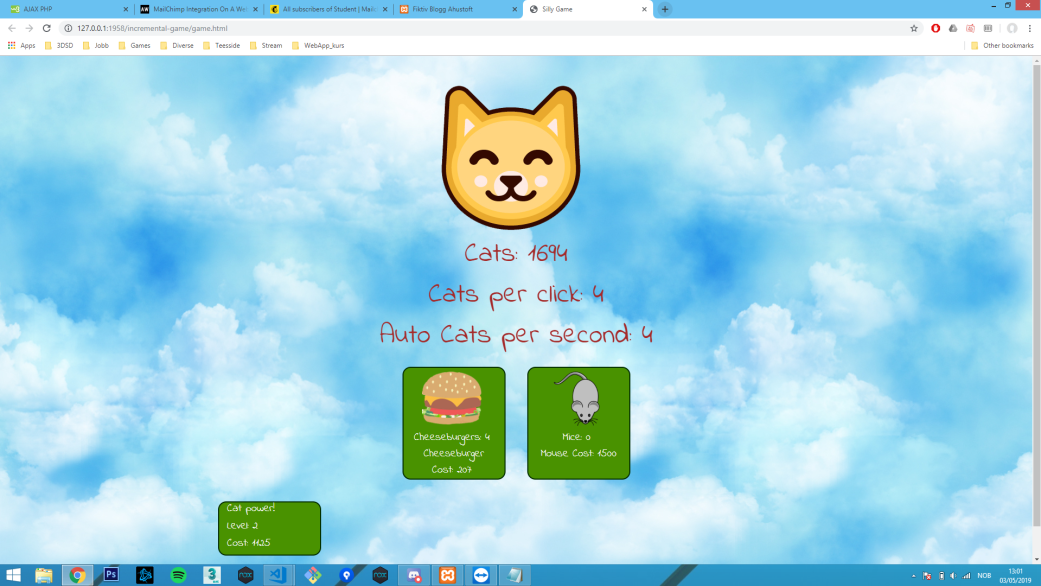 AJAX PHP
MailChimp Integration On A We
All subscribers of Student | Mail
Fiktiv Blogg Ahustoft
Silly Game
127.0.0.1:1958/incremental-game/game.html
Apps
3DSD
Jobb
Games
Diverse
Teesside
Stream
WebApp_kurs
Other bookmarks
Cats: 1694
Cats per click: 4
Auto Cats per second: 4
Cheeseburgers: 4
Cheeseburger
Cost: 207
Mice: 0
Mouse Cost: 1500
Cat power!
Level: 2
Cost: 1125
NOB
13:01
03/05/2019